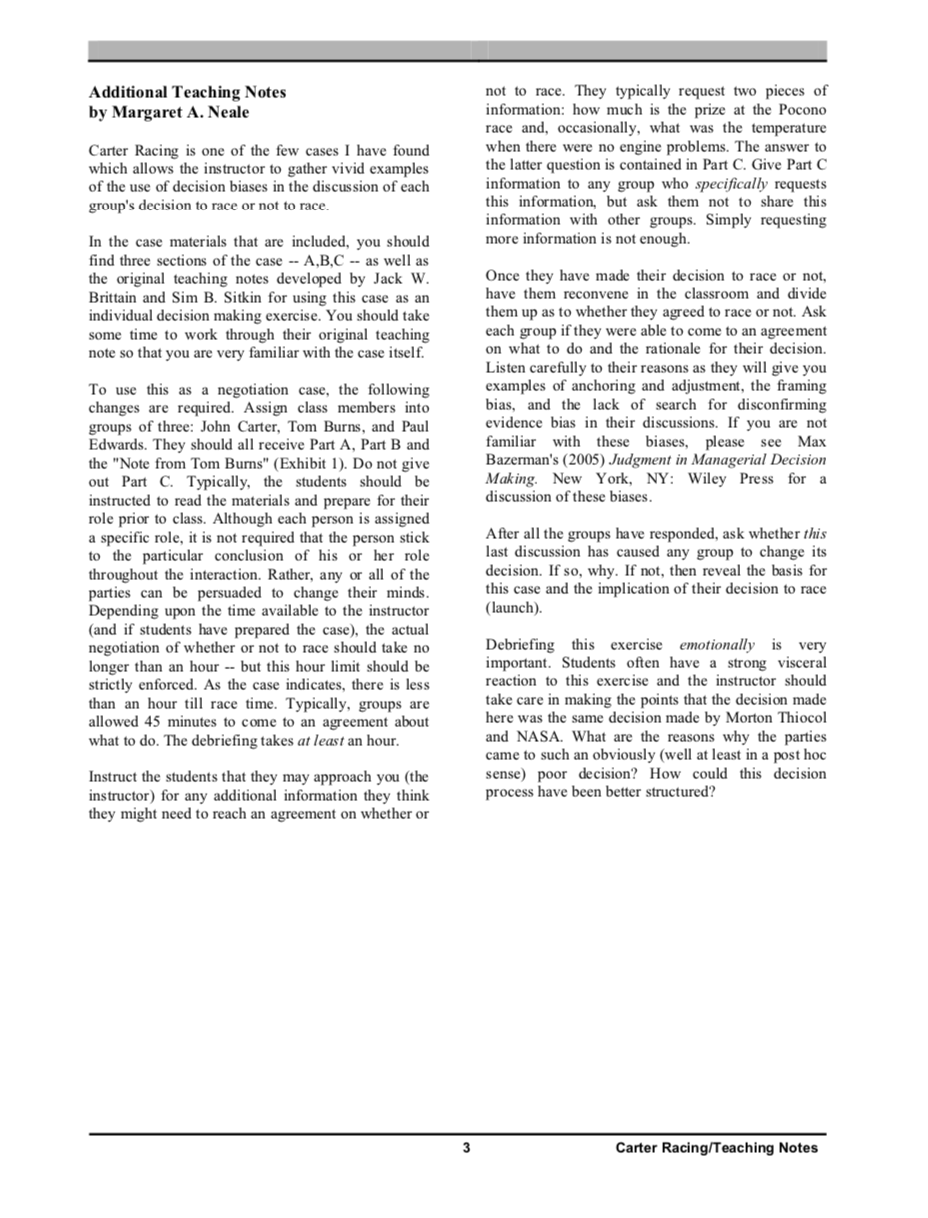 Additional Teaching Notes
by Margaret A. Neale
Carter Racing is one of the few cases I have found
which allows the instructor to gather vivid examples
of the use of decision biases in the discussion of each
group's decision to race or not to race.
In the case materials that are included, you should
find three sections of the case -- A,B,C -- as well as
the original teaching notes developed by Jack W.
Brittain and Sim B. Sitkin for using this case as an
individual decision making exercise. You should take
some time to work through their original teaching
note so that you are very familiar with the case itself.
To use this as a negotiation case, the following
changes are required. Assign class members into
groups of three: John Carter, Tom Burns, and Paul
Edwards. They should all receive Part A, Part B and
the "Note from Tom Burns" (Exhibit 1). Do not give
out Part C. Typically, the students should be
instructed to read the materials and prepare for their
role prior to class. Although each person is assigned
a specific role, it is not required that the person stick
to the particular conclusion of his or her role
throughout the interaction. Rather, any or all of the
parties can be persuaded to change their minds.
Depending upon the time available to the instructor
(and if students have prepared the case), the actual
negotiation of whether or not to race should take no
longer than an hour -- but this hour limit should be
strictly enforced. As the case indicates, there is less
than an hour till race time. Typically, groups are
allowed 45 minutes to come to an agreement about
what to do. The debriefing takes at least an hour.
Instruct the students that they may approach you (the
instructor) for any additional information they think
they might need to reach an agreement on whether or
not to race. They typically request two pieces of
information: how much is the prize at the Pocono
race and, occasionally, what was the temperature
when there were no engine problems. The answer to
the latter question is contained in Part C. Give Part C
information to any group who specifically requests
this information, but ask them not to share this
information with other groups. Simply requesting
more information is not enough.
Once they have made their decision to race or not,
have them reconvene in the classroom and divide
them up as to whether they agreed to race or not. Ask
each group if they were able to come to an agreement
on what to do and the rationale for their decision.
Listen carefully to their reasons as they will give you
examples of anchoring and adjustment, the framing
bias, and the lack of search for disconfirming
evidence bias in their discussions. If you are not
familiar with these biases, please see Max
Bazerman's (2005) Judgment in Managerial Decision
Making. New York, NY: Wiley Press for a
discussion of these biases.
After all the groups have responded, ask whether this
last discussion has caused any group to change its
decision. If so, why. If not, then reveal the basis for
this case and the implication of their decision to race
(launch).
Debriefing this exercise emotionally is very
important. Students often have a strong visceral
reaction to this exercise and the instructor should
take care in making the points that the decision made
here was the same decision made by Morton Thiocol
and NASA. What are the reasons why the parties
came to such an obviously (well at least in a post hoc
sense) poor decision? How could this decision
process have been better structured?
3
Carter Racing/Teaching Notes